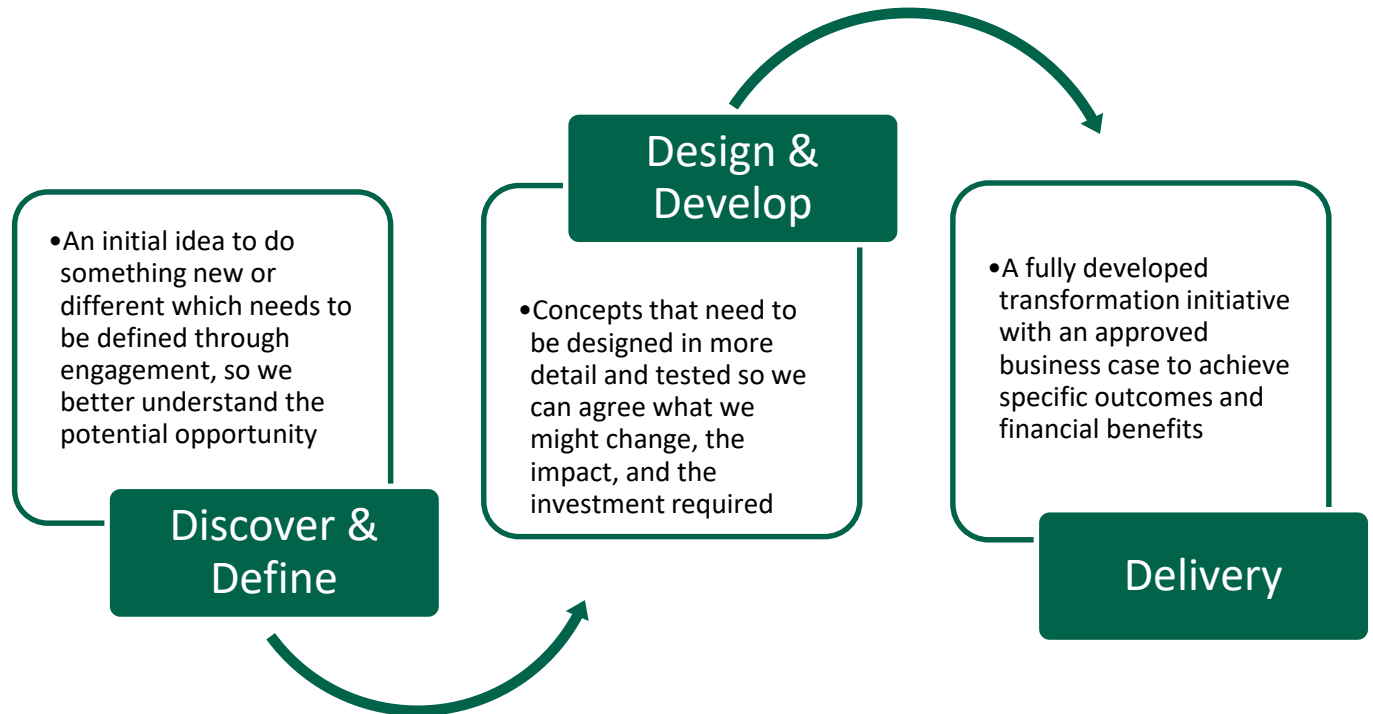 •An initial idea to do
something new or
different which needs to
be defined through
engagement, so we
better understand the
potential opportunity
Discover &
Define
Design &
Develop
•Concepts that need to
be designed in more
detail and tested so we
can agree what we
might change, the
impact, and the
investment required
•A fully developed
transformation initiative
with an approved
business case to achieve
specific outcomes and
financial benefits
Delivery